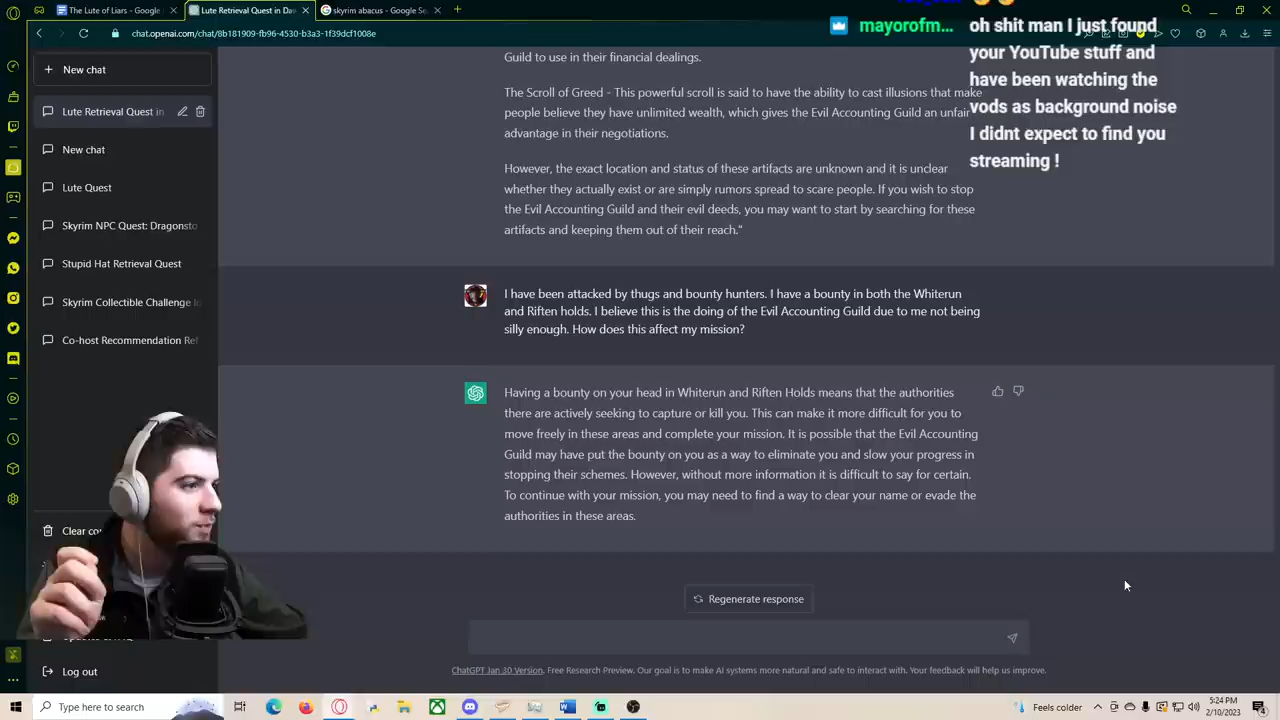 The Lute of Liars - Google
Lute Retrieval Quest in Daw
skyrim abacus - Google Se
chat.openai.com/chat/8b181909-fb96-4530-b3a3-1f39dcf1008e
mayorofm...
oh shit man I just found
your YouTube stuff and
have been watching the
vods as background noise
I didnt expect to find you
streaming !
New chat
Lute Retrieval Quest in
New chat
Lute Quest
Skyrim NPC Quest: Dragonsto
Stupid Hat Retrieval Quest
Skyrim Collectible Challenge Io
Co-host Recommendation Ref
Clear co
Log out
Guild to use in their financial dealings.
The Scroll of Greed - This powerful scroll is said to have the ability to cast illusions that make
people believe they have unlimited wealth, which gives the Evil Accounting Guild an unfair
advantage in their negotiations.
However, the exact location and status of these artifacts are unknown and it is unclear
whether they actually exist or are simply rumors spread to scare people. If you wish to stop
the Evil Accounting Guild and their evil deeds, you may want to start by searching for these
artifacts and keeping them out of their reach."
I have been attacked by thugs and bounty hunters. I have a bounty in both the Whiterun
and Riften holds. I believe this is the doing of the Evil Accounting Guild due to me not being
silly enough. How does this affect my mission?
Having a bounty on your head in Whiterun and Riften Holds means that the authorities
there are actively seeking to capture or kill you. This can make it more difficult for you to
move freely in these areas and complete your mission. It is possible that the Evil Accounting
Guild may have put the bounty on you as a way to eliminate you and slow your progress in
stopping their schemes. However, without more information it is difficult to say for certain.
To continue with your mission, you may need to find a way to clear your name or evade the
authorities in these areas.
Regenerate response
ChatGPT Jan 30 Version. Free Research Preview. Our goal is to make AI systems more natural and safe to interact with. Your feedback will help us improve.
Type here to search
Feels colder
5:24 PM
2/10/2023